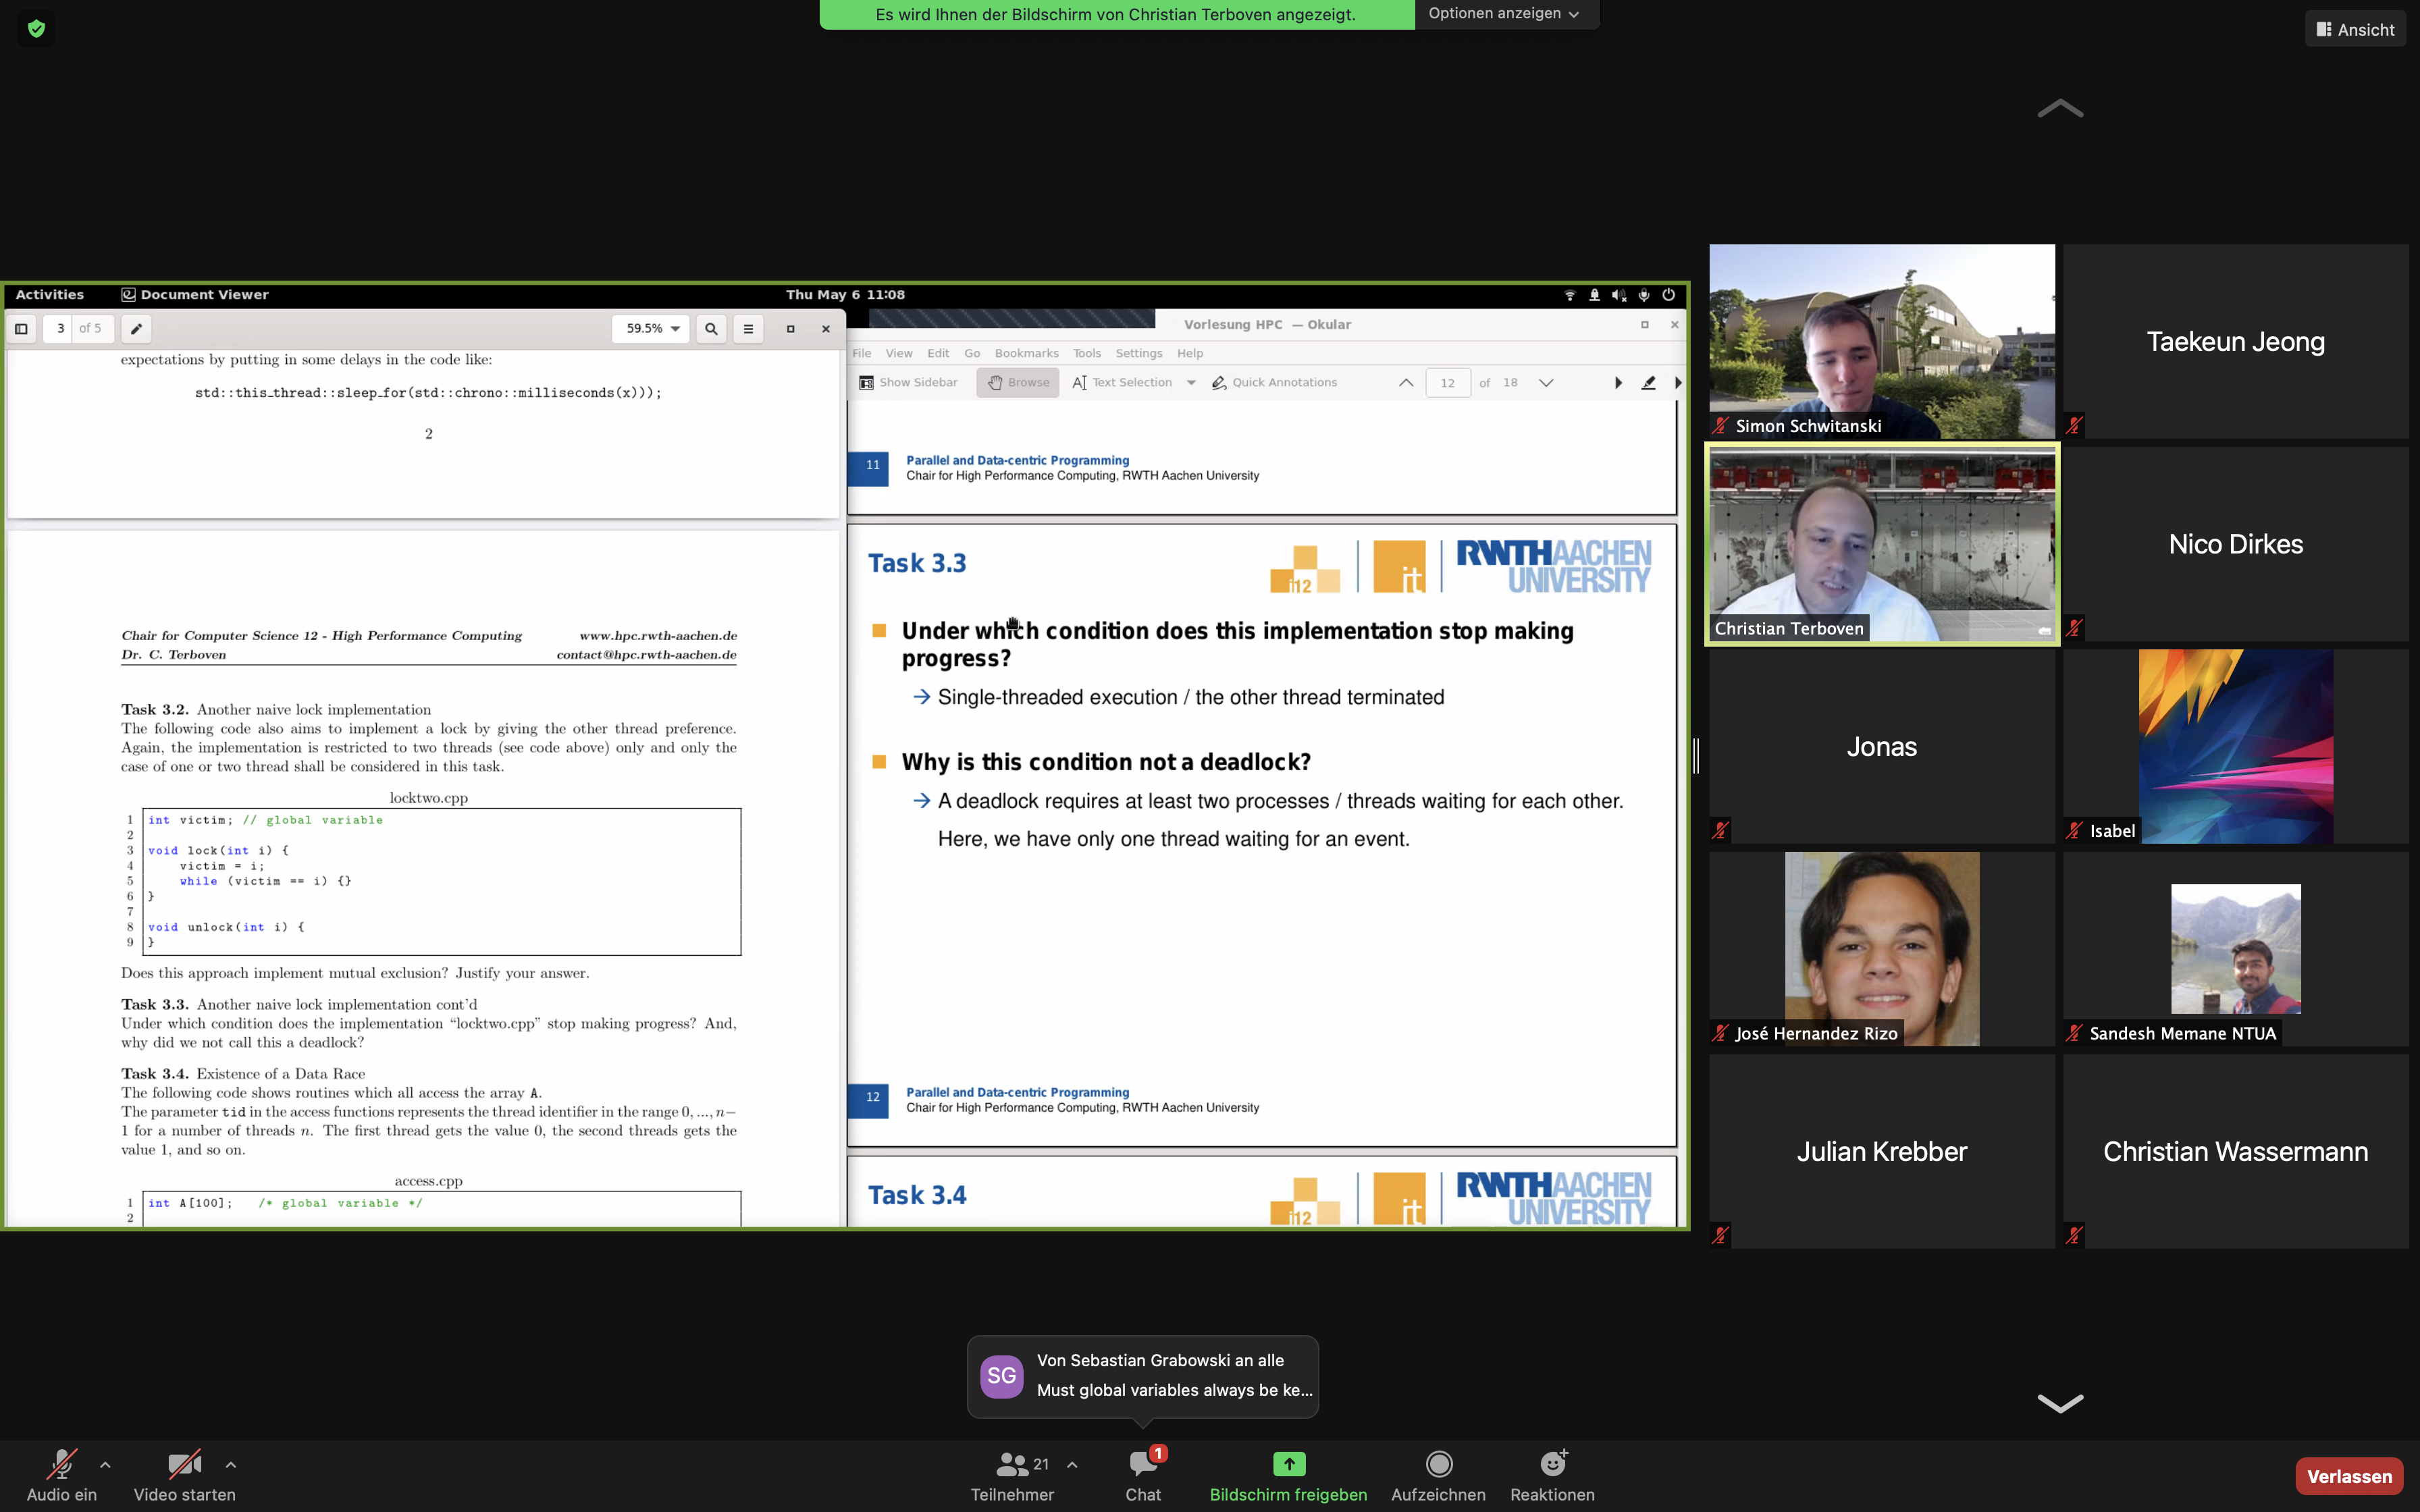 Es wird Ihnen der Bildschirm von Christian Terboven angezeigt.
Optionen anzeigen
Ansicht
Activities
Document Viewer
Thu May 6 11:08
3
of 5
59.5%
expectations by putting in some delays in the code like:
std::this_thread::sleep_for(std::chrono::milliseconds(x)));
2
Chair for Computer Science 12 - High Performance Computing
www.hpc.rwth-aachen.de
Dr. C. Terboven
contact@hpc.rwth-aachen.de
Task 3.2. Another naive lock implementation
The following code also aims to implement a lock by giving the other thread preference.
Again, the implementation is restricted to two threads (see code above) only and only the
case of one or two thread shall be considered in this task.
locktwo.cpp
1 int victim; // global variable
2
3 void lock(int i) {
4 victim = i;
5 while (victim == i) {}
6 }
7
8 void unlock(int i) {
9 }
Does this approach implement mutual exclusion? Justify your answer.
Task 3.3. Another naive lock implementation cont'd
Under which condition does the implementation “locktwo.cpp” stop making progress? And,
why did we not call this a deadlock?
Task 3.4. Existence of a Data Race
The following code shows routines which all access the array A.
The parameter tid in the access functions represents the thread identifier in the range 0, ..., n−
1 for a number of threads n. The first thread gets the value 0, the second threads gets the
value 1, and so on.
access.cpp
1 int A[100]; /* global variable */
2
Vorlesung HPC — Okular
File View Edit Go Bookmarks Tools Settings Help
Show Sidebar
Browse
Text Selection
Quick Annotations
12
of 18
11
Parallel and Data-centric Programming
Chair for High Performance Computing, RWTH Aachen University
Task 3.3
i12
it
RWTHAACHEN
UNIVERSITY
Under which condition does this implementation stop making
progress?
→ Single-threaded execution / the other thread terminated
Why is this condition not a deadlock?
→ A deadlock requires at least two processes / threads waiting for each other.
Here, we have only one thread waiting for an event.
12
Parallel and Data-centric Programming
Chair for High Performance Computing, RWTH Aachen University
Task 3.4
i12
it
RWTHAACHEN
UNIVERSITY
Simon Schwitanski
Taekeun Jeong
Christian Terboven
Nico Dirkes
Jonas
Isabel
José Hernandez Rizo
Sandesh Memane NTUA
Julian Krebber
Christian Wassermann
SG
Von Sebastian Grabowski an alle
Must global variables always be ke...
Audio ein
Video starten
21
Teilnehmer
1
Chat
Bildschirm freigeben
Aufzeichnen
Reaktionen
Verlassen